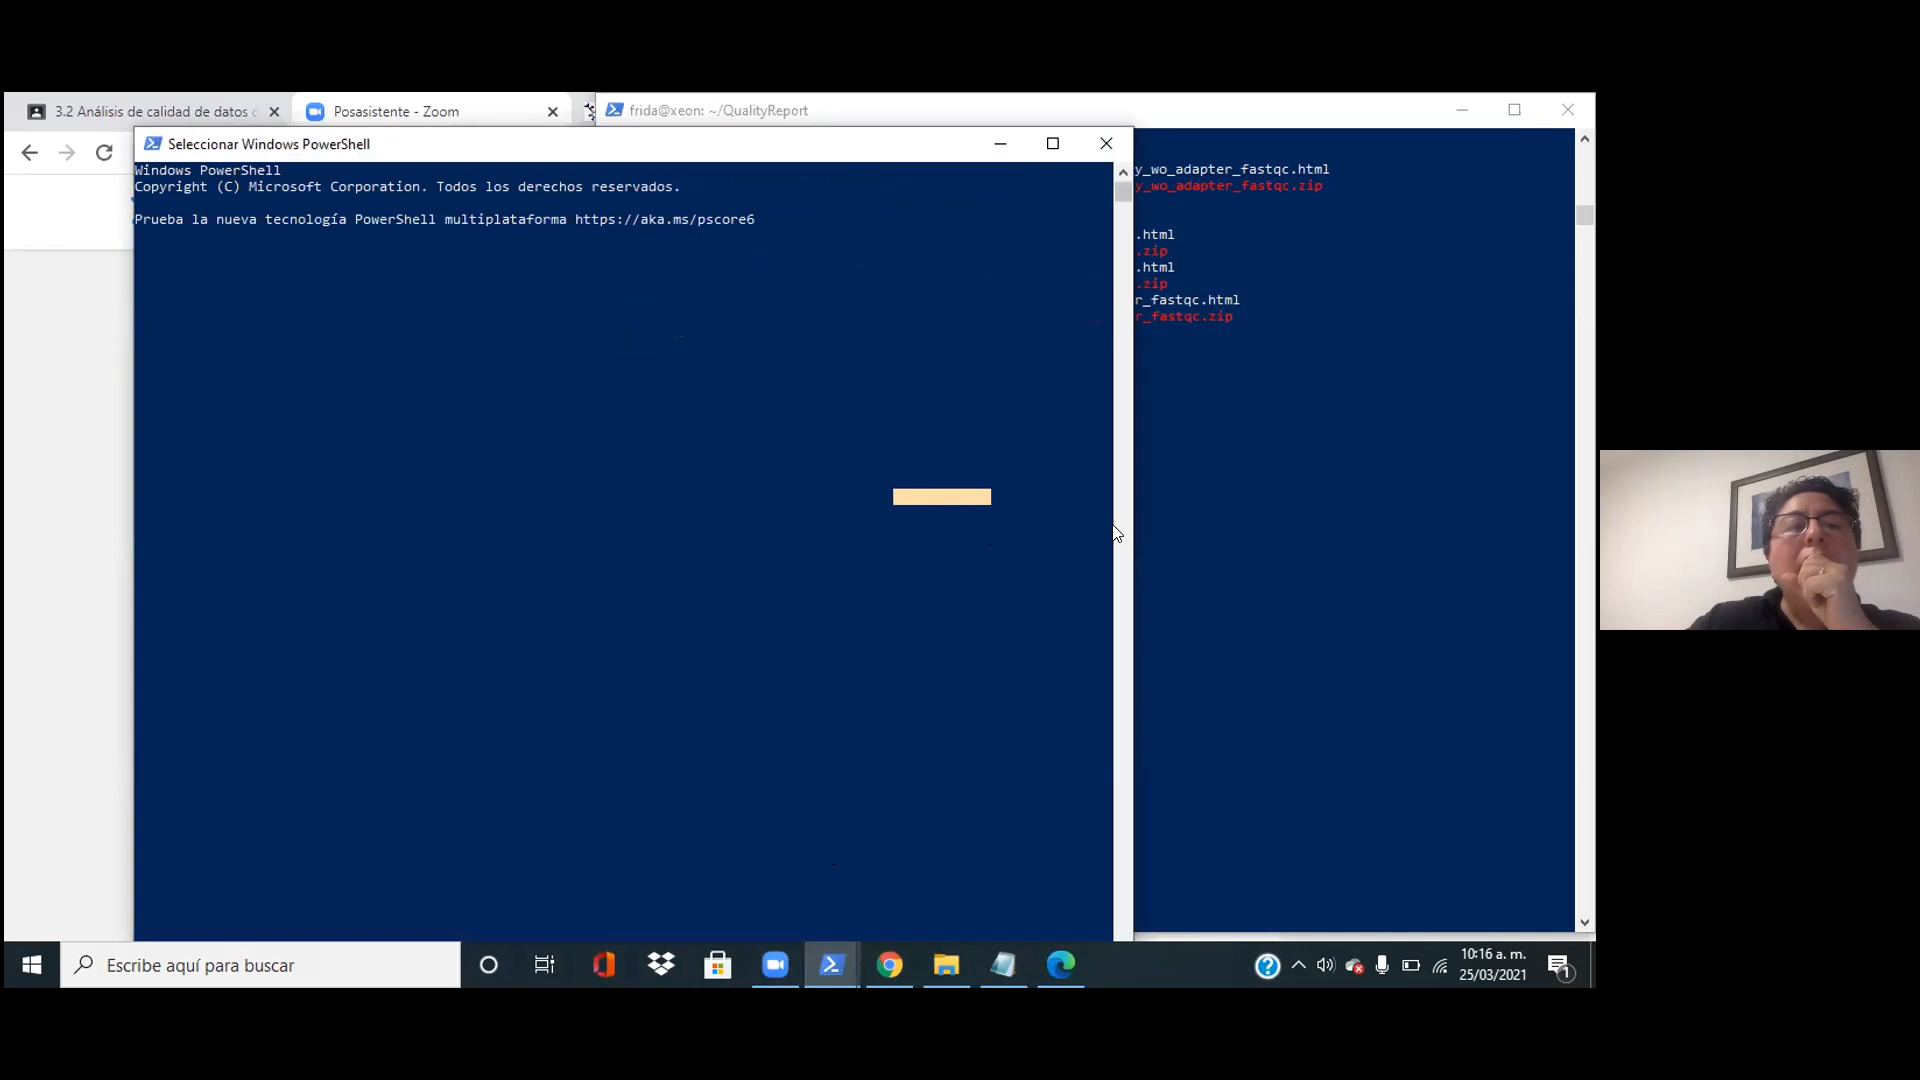 3.2 Análisis de calidad de datos
Posasistente - Zoom
frida@xeon: ~/QualityReport
Seleccionar Windows PowerShell
Windows PowerShell
Copyright (C) Microsoft Corporation. Todos los derechos reservados.
Prueba la nueva tecnología PowerShell multiplataforma https://aka.ms/pscore6
y_wo_adapter_fastqc.html
y_wo_adapter_fastqc.zip
.html
.zip
.html
.zip
r_fastqc.html
r_fastqc.zip
Escribe aquí para buscar
10:16 a. m.
25/03/2021
1